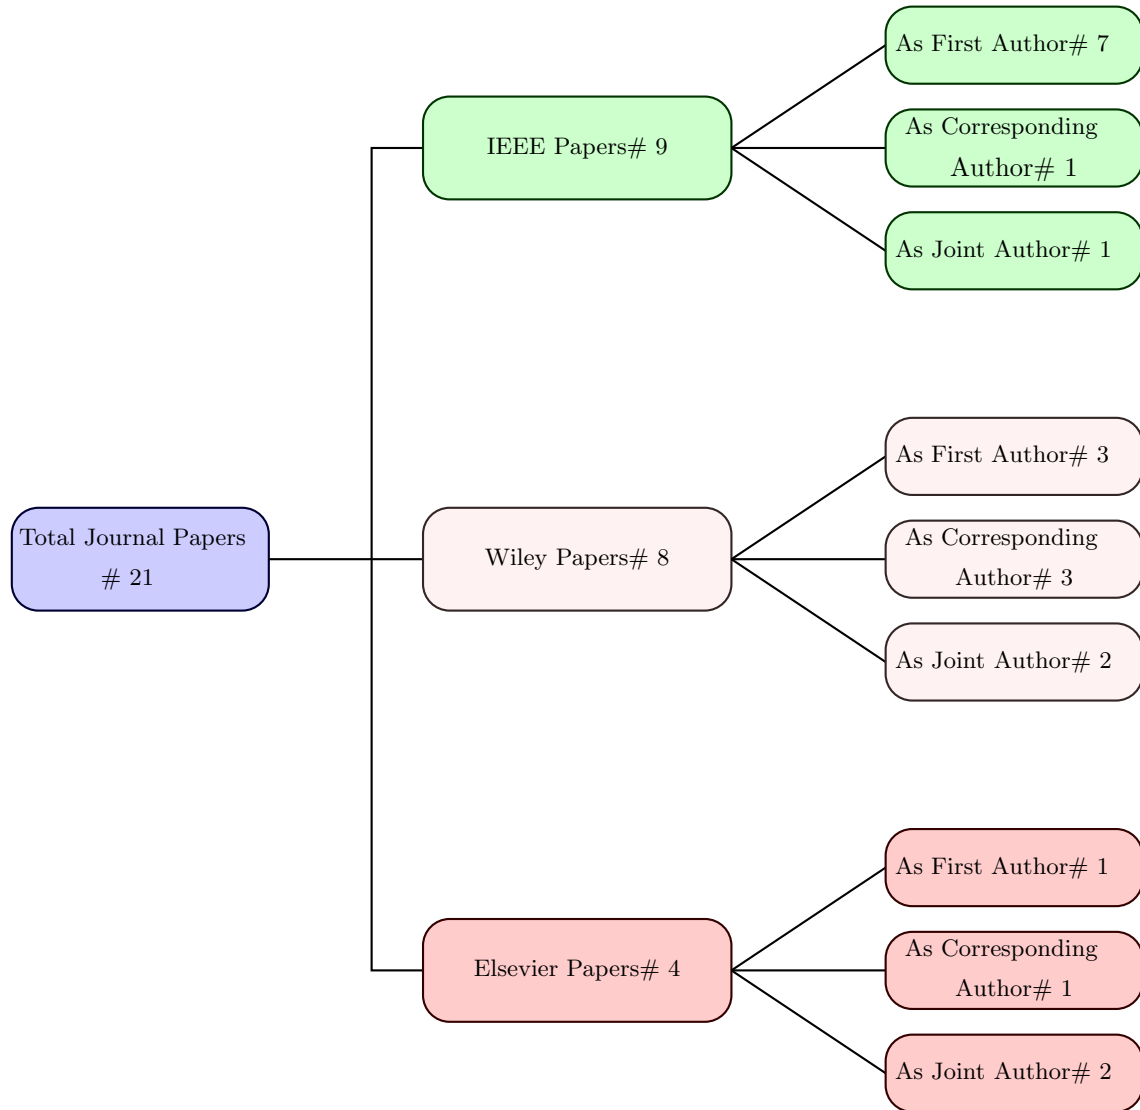 Total Journal Papers
# 21
IEEE Papers# 9
As First Author# 7
As Corresponding
Author# 1
As Joint Author# 1
Wiley Papers# 8
As First Author# 3
As Corresponding
Author# 3
As Joint Author# 2
Elsevier Papers# 4
As First Author# 1
As Corresponding
Author# 1
As Joint Author# 2